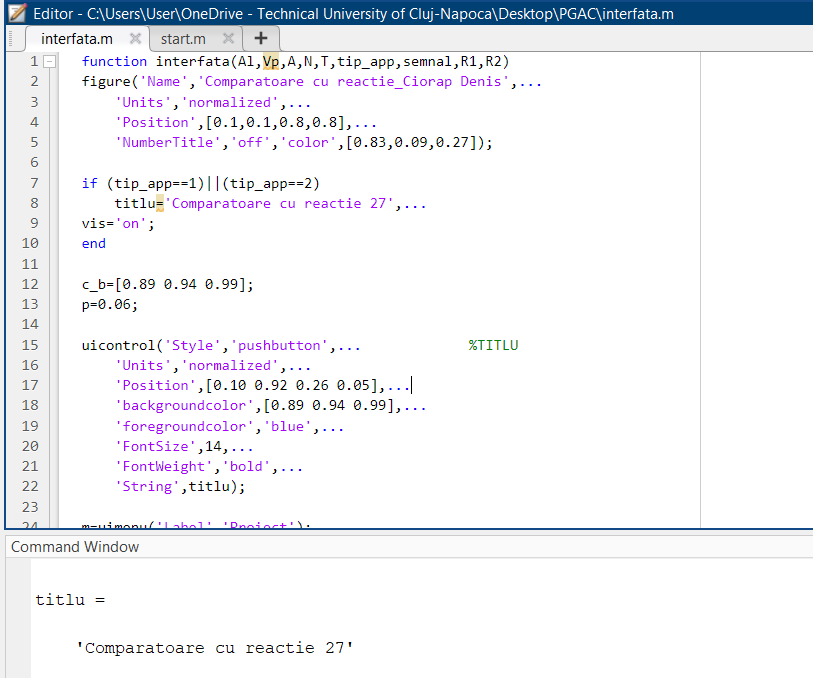 Editor - C:\Users\User\OneDrive - Technical University of Cluj-Napoca\Desktop\PGAC\interfata.m
interfata.m × start.m × +
1 function interfata(Al,Vp,A,N,T,tip_app,semnal,R1,R2)
2 figure('Name','Comparatoare cu reactie_Ciorap Denis',...
3 'Units','normalized',...
4 'Position',[0.1,0.1,0.8,0.8],...
5 'NumberTitle','off','color',[0.83,0.09,0.27]);
6
7 if (tip_app==1)||(tip_app==2)
8 titlu='Comparatoare cu reactie 27',...
9 vis='on';
10 end
11
12 c_b=[0.89 0.94 0.99];
13 p=0.06;
14
15 uicontrol('Style','pushbutton',... %TITLU
16 'Units','normalized',...
17 'Position',[0.10 0.92 0.26 0.05],...
18 'backgroundcolor',[0.89 0.94 0.99],...
19 'foregroundcolor','blue',...
20 'FontSize',14,...
21 'FontWeight','bold',...
22 'String',titlu);
23
24 m=uimenu('Label','Project');
Command Window
titlu =
'Comparatoare cu reactie 27'